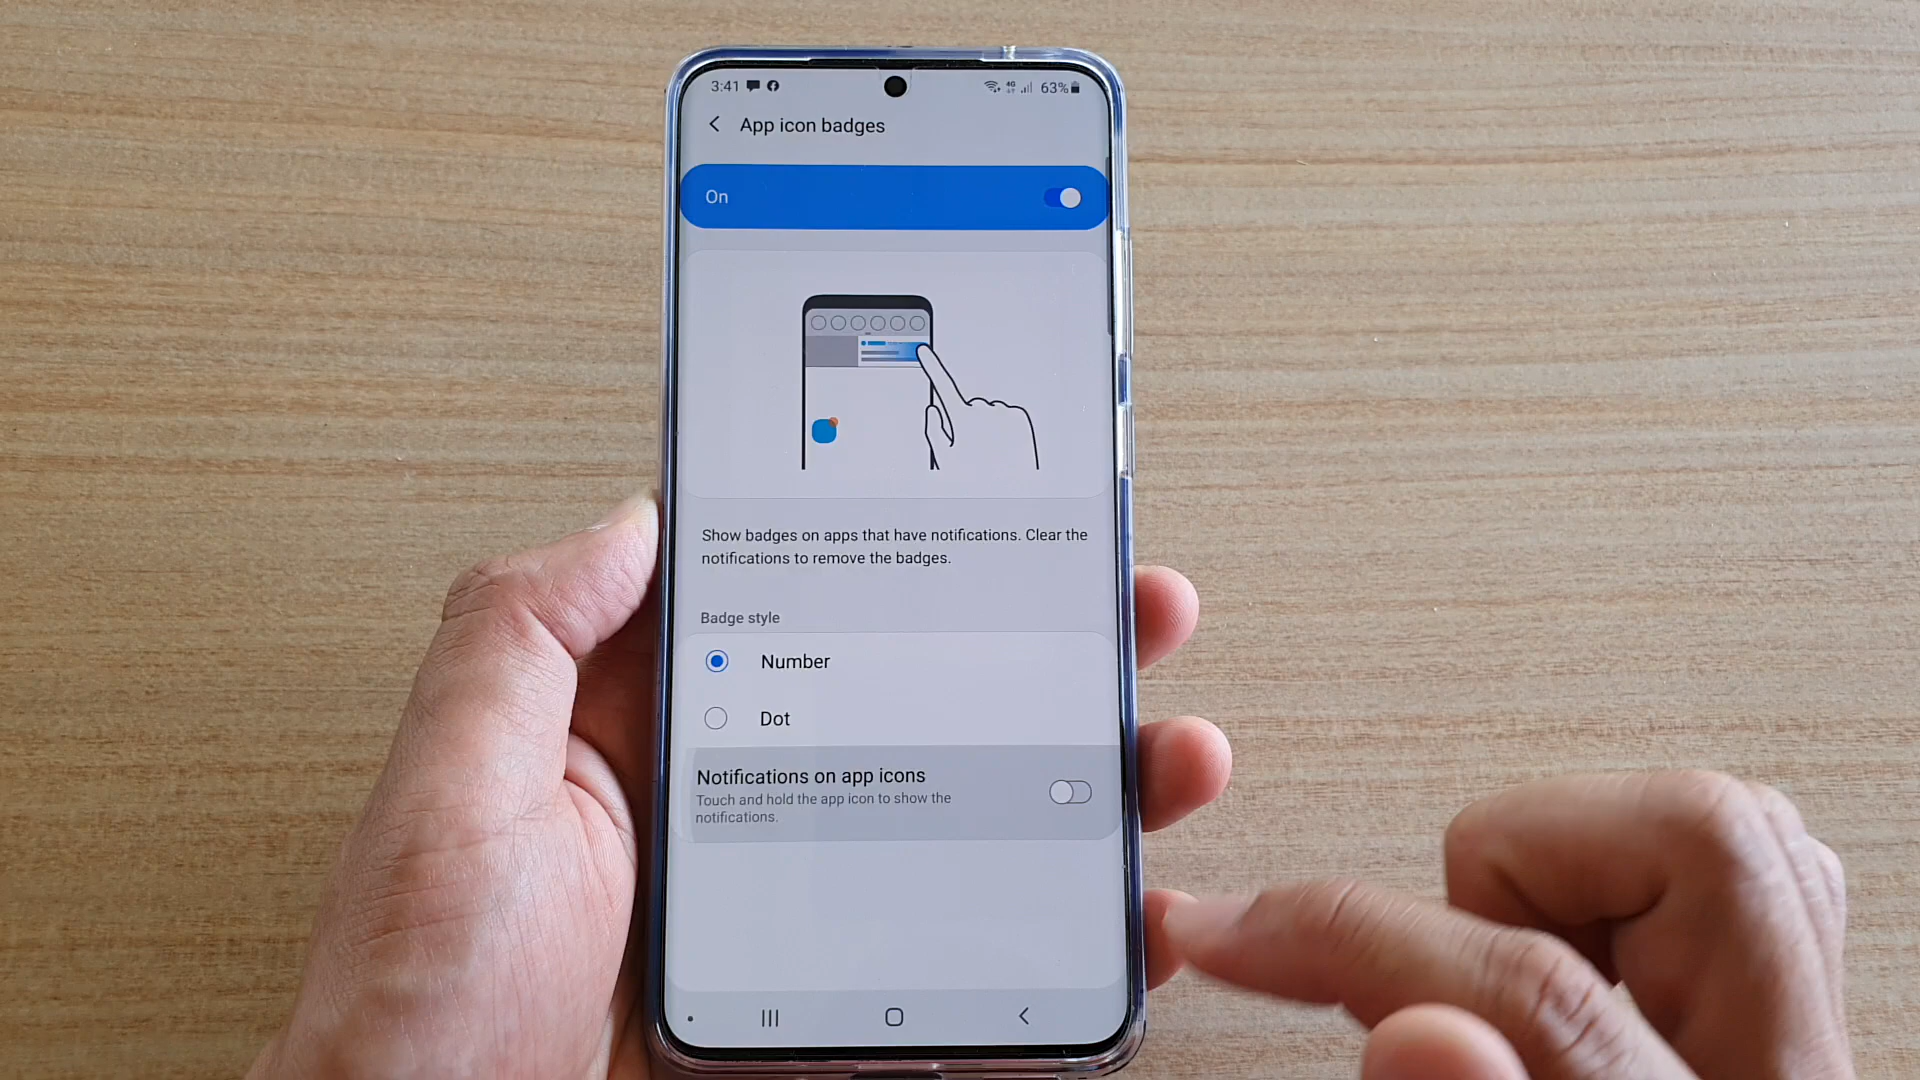 3:41
4G
63%
App icon badges
On
Show badges on apps that have notifications. Clear the
notifications to remove the badges.
Badge style
Number
Dot
Notifications on app icons
Touch and hold the app icon to show the
notifications.